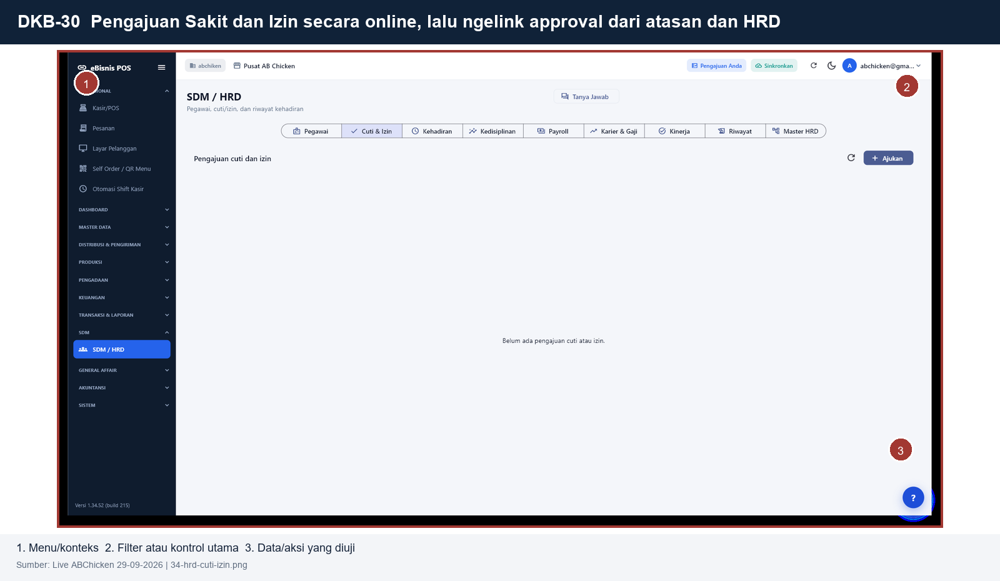 DKB-30 Pengajuan Sakit dan Izin secara online, lalu ngelink approval dari atasan dan HRD
eBisnis POS
1
IONAL
Kasir/POS
Pesanan
Layar Pelanggan
Self Order / QR Menu
Otomasi Shift Kasir
DASHBOARD
MASTER DATA
DISTRIBUSI & PENGIRIMAN
PRODUKSI
PENGADAAN
KEUANGAN
TRANSAKSI & LAPORAN
SDM
SDM / HRD
GENERAL AFFAIR
AKUNTANSI
SISTEM
Versi 1.34.52 (build 215)
abchiken
Pusat AB Chicken
Pengajuan Anda
Sinkronkan
A
abchicken@gma...
2
SDM / HRD
Pegawai, cuti/izin, dan riwayat kehadiran
Tanya Jawab
Pegawai
Cuti & Izin
Kehadiran
Kedisiplinan
Payroll
Karier & Gaji
Kinerja
Riwayat
Master HRD
Pengajuan cuti dan izin
+ Ajukan
Belum ada pengajuan cuti atau izin.
3
?
1. Menu/konteks 2. Filter atau kontrol utama 3. Data/aksi yang diuji
Sumber: Live ABChicken 29-09-2026 | 34-hrd-cuti-izin.png